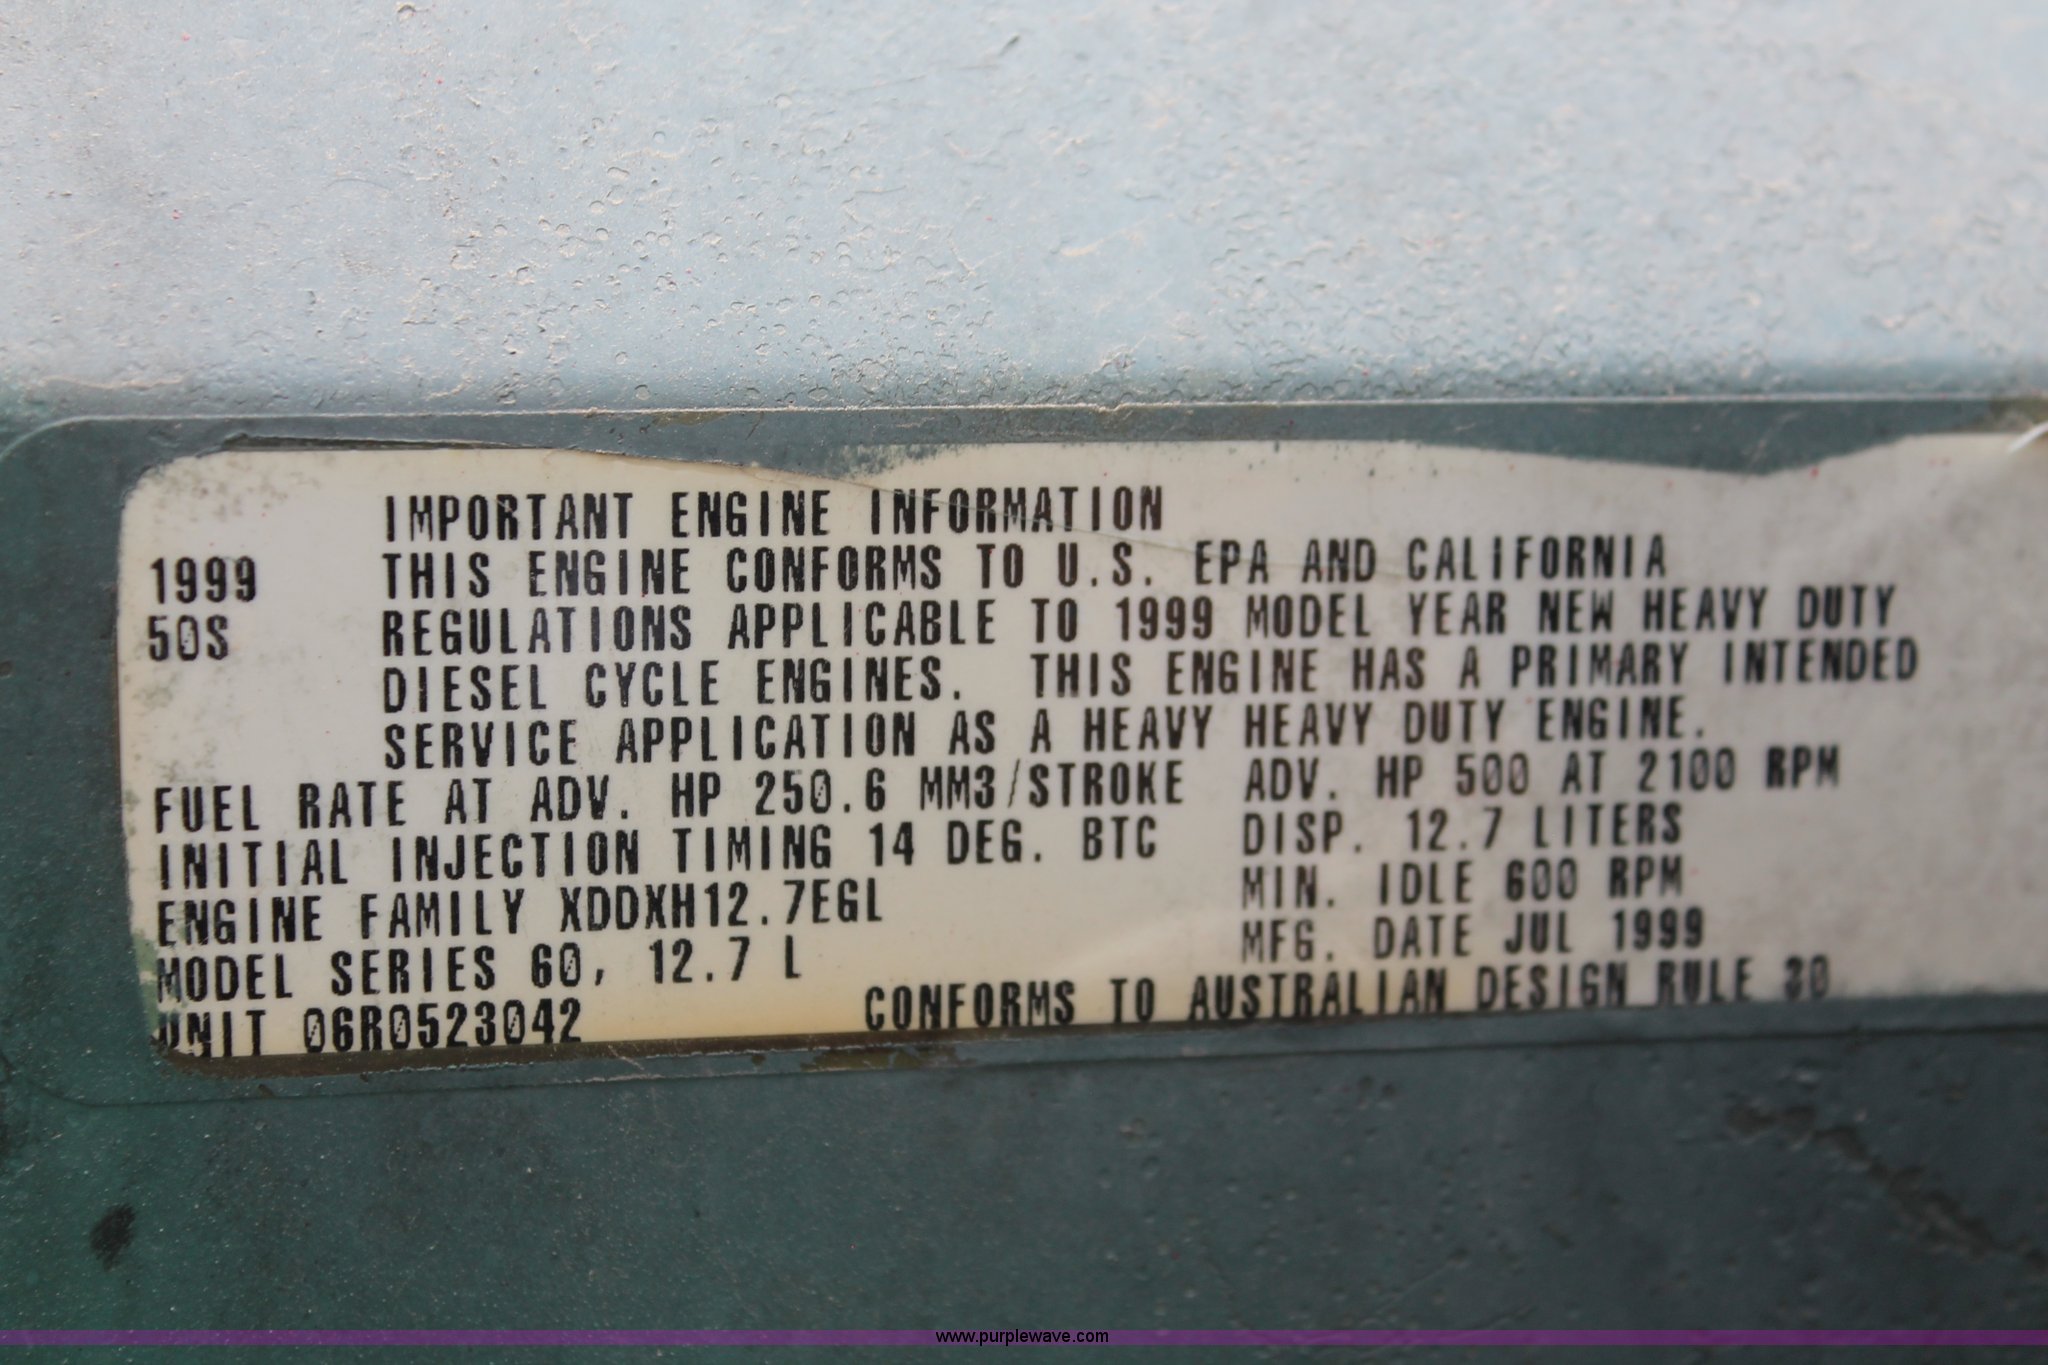 IMPORTANT ENGINE INFORMATION
1999 THIS ENGINE CONFORMS TO U.S. EPA AND CALIFORNIA
50S REGULATIONS APPLICABLE TO 1999 MODEL YEAR NEW HEAVY DUTY
DIESEL CYCLE ENGINES. THIS ENGINE HAS A PRIMARY INTENDED
SERVICE APPLICATION AS A HEAVY HEAVY DUTY ENGINE.
FUEL RATE AT ADV. HP 250.6 MM3/STROKE ADV. HP 500 AT 2100 RPM
INITIAL INJECTION TIMING 14 DEG. BTC DISP. 12.7 LITERS
ENGINE FAMILY XDDXH12.7EGL MIN. IDLE 600 RPM
MODEL SERIES 60, 12.7 L MFG. DATE JUL 1999
UNIT 06R0523042 CONFORMS TO AUSTRALIAN DESIGN RULE 30
www.purplewave.com